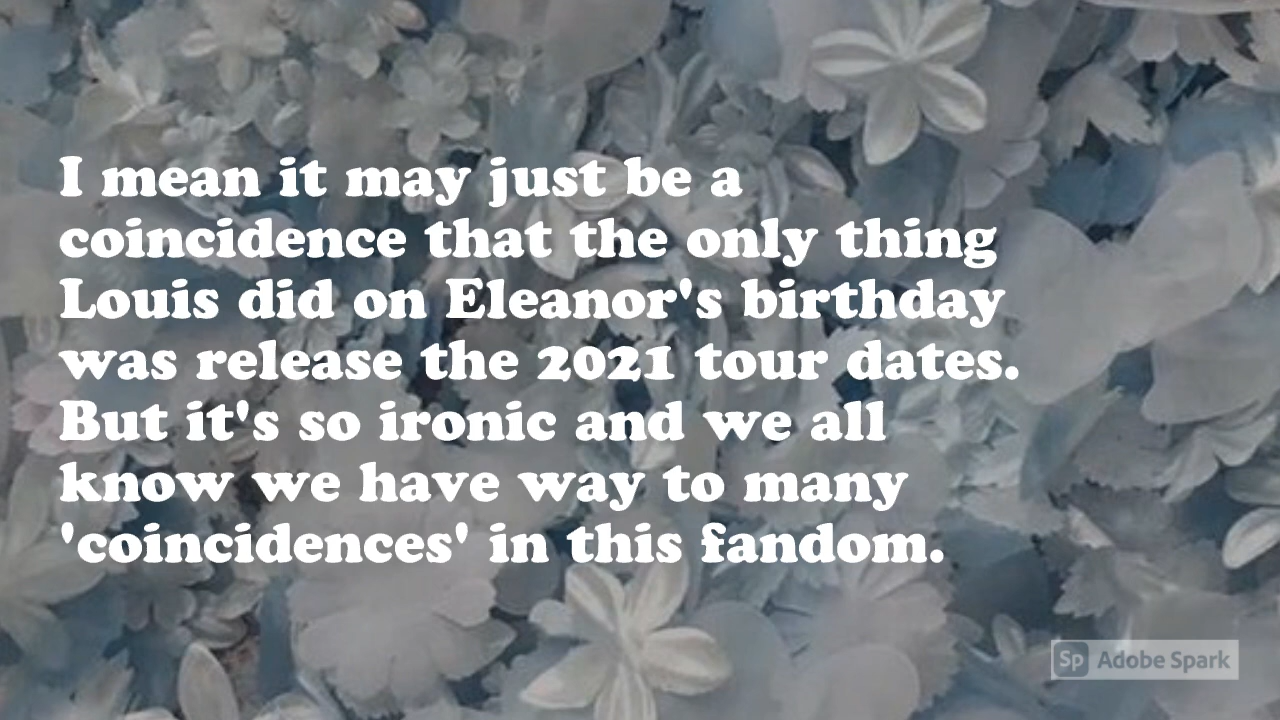 I mean it may just be a
coincidence that the only thing
Louis did on Eleanor's birthday
was release the 2021 tour dates.
But it's so ironic and we all
know we have way to many
'coincidences' in this fandom.
Sp Adobe Spark